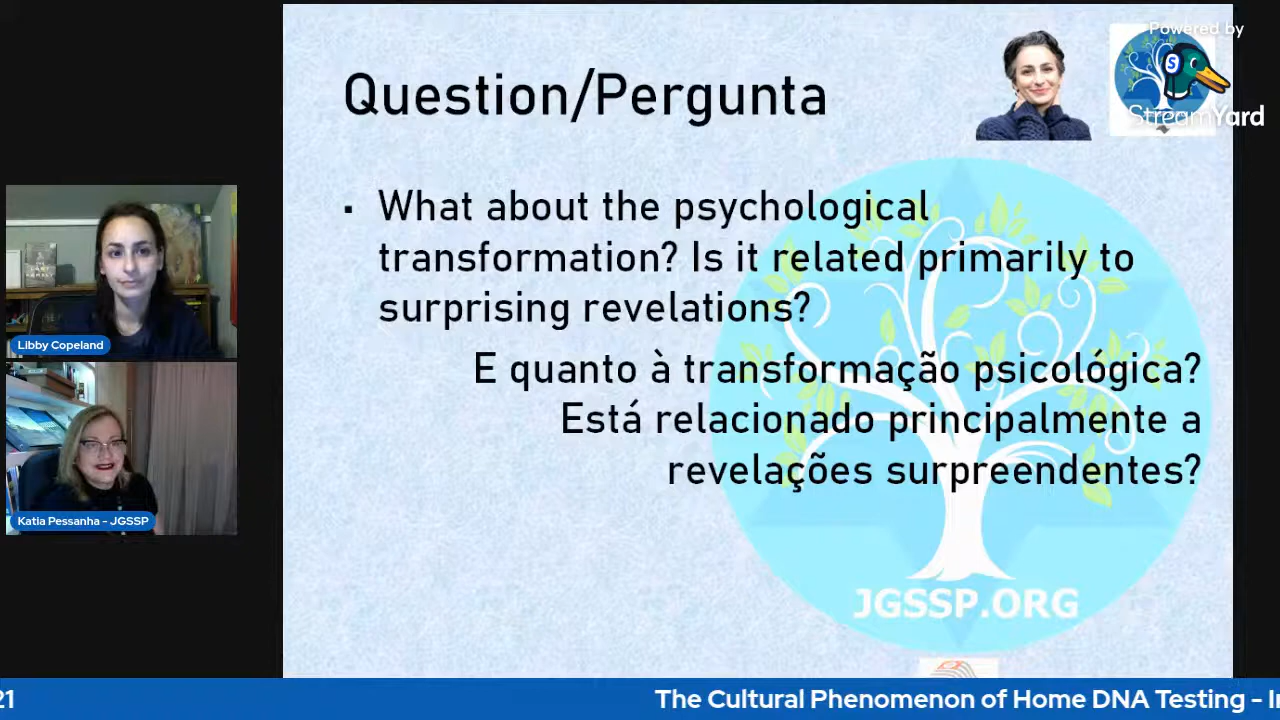 Powered by
StreamYard
Question/Pergunta
What about the psychological
transformation? Is it related primarily to
surprising revelations?
E quanto à transformação psicológica?
Está relacionado principalmente a
revelações surpreendentes?
JGSSP.ORG
Libby Copeland
Katia Pessanha - JGSSP
21
The Cultural Phenomenon of Home DNA Testing -